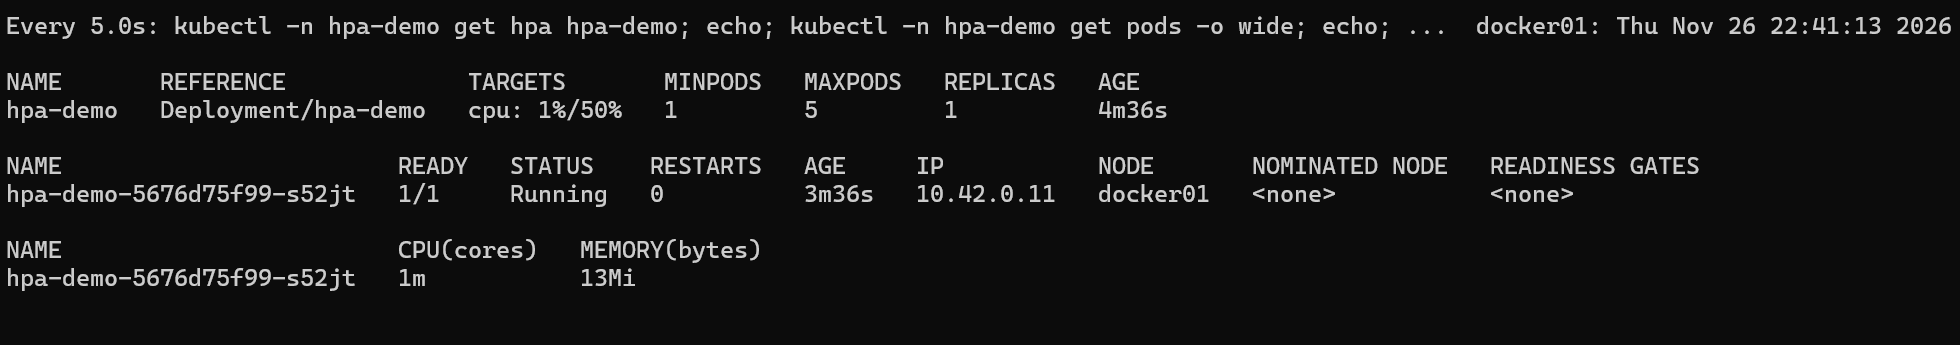 Every 5.0s: kubectl -n hpa-demo get hpa hpa-demo; echo; kubectl -n hpa-demo get pods -o wide; echo; ...  docker01: Thu Nov 26 22:41:13 2026

NAME       REFERENCE             TARGETS       MINPODS   MAXPODS   REPLICAS   AGE
hpa-demo   Deployment/hpa-demo   cpu: 1%/50%   1         5         1          4m36s

NAME                        READY   STATUS    RESTARTS   AGE     IP           NODE       NOMINATED NODE   READINESS GATES
hpa-demo-5676d75f99-s52jt   1/1     Running   0          3m36s   10.42.0.11   docker01   <none>           <none>

NAME                        CPU(cores)   MEMORY(bytes)
hpa-demo-5676d75f99-s52jt   1m           13Mi